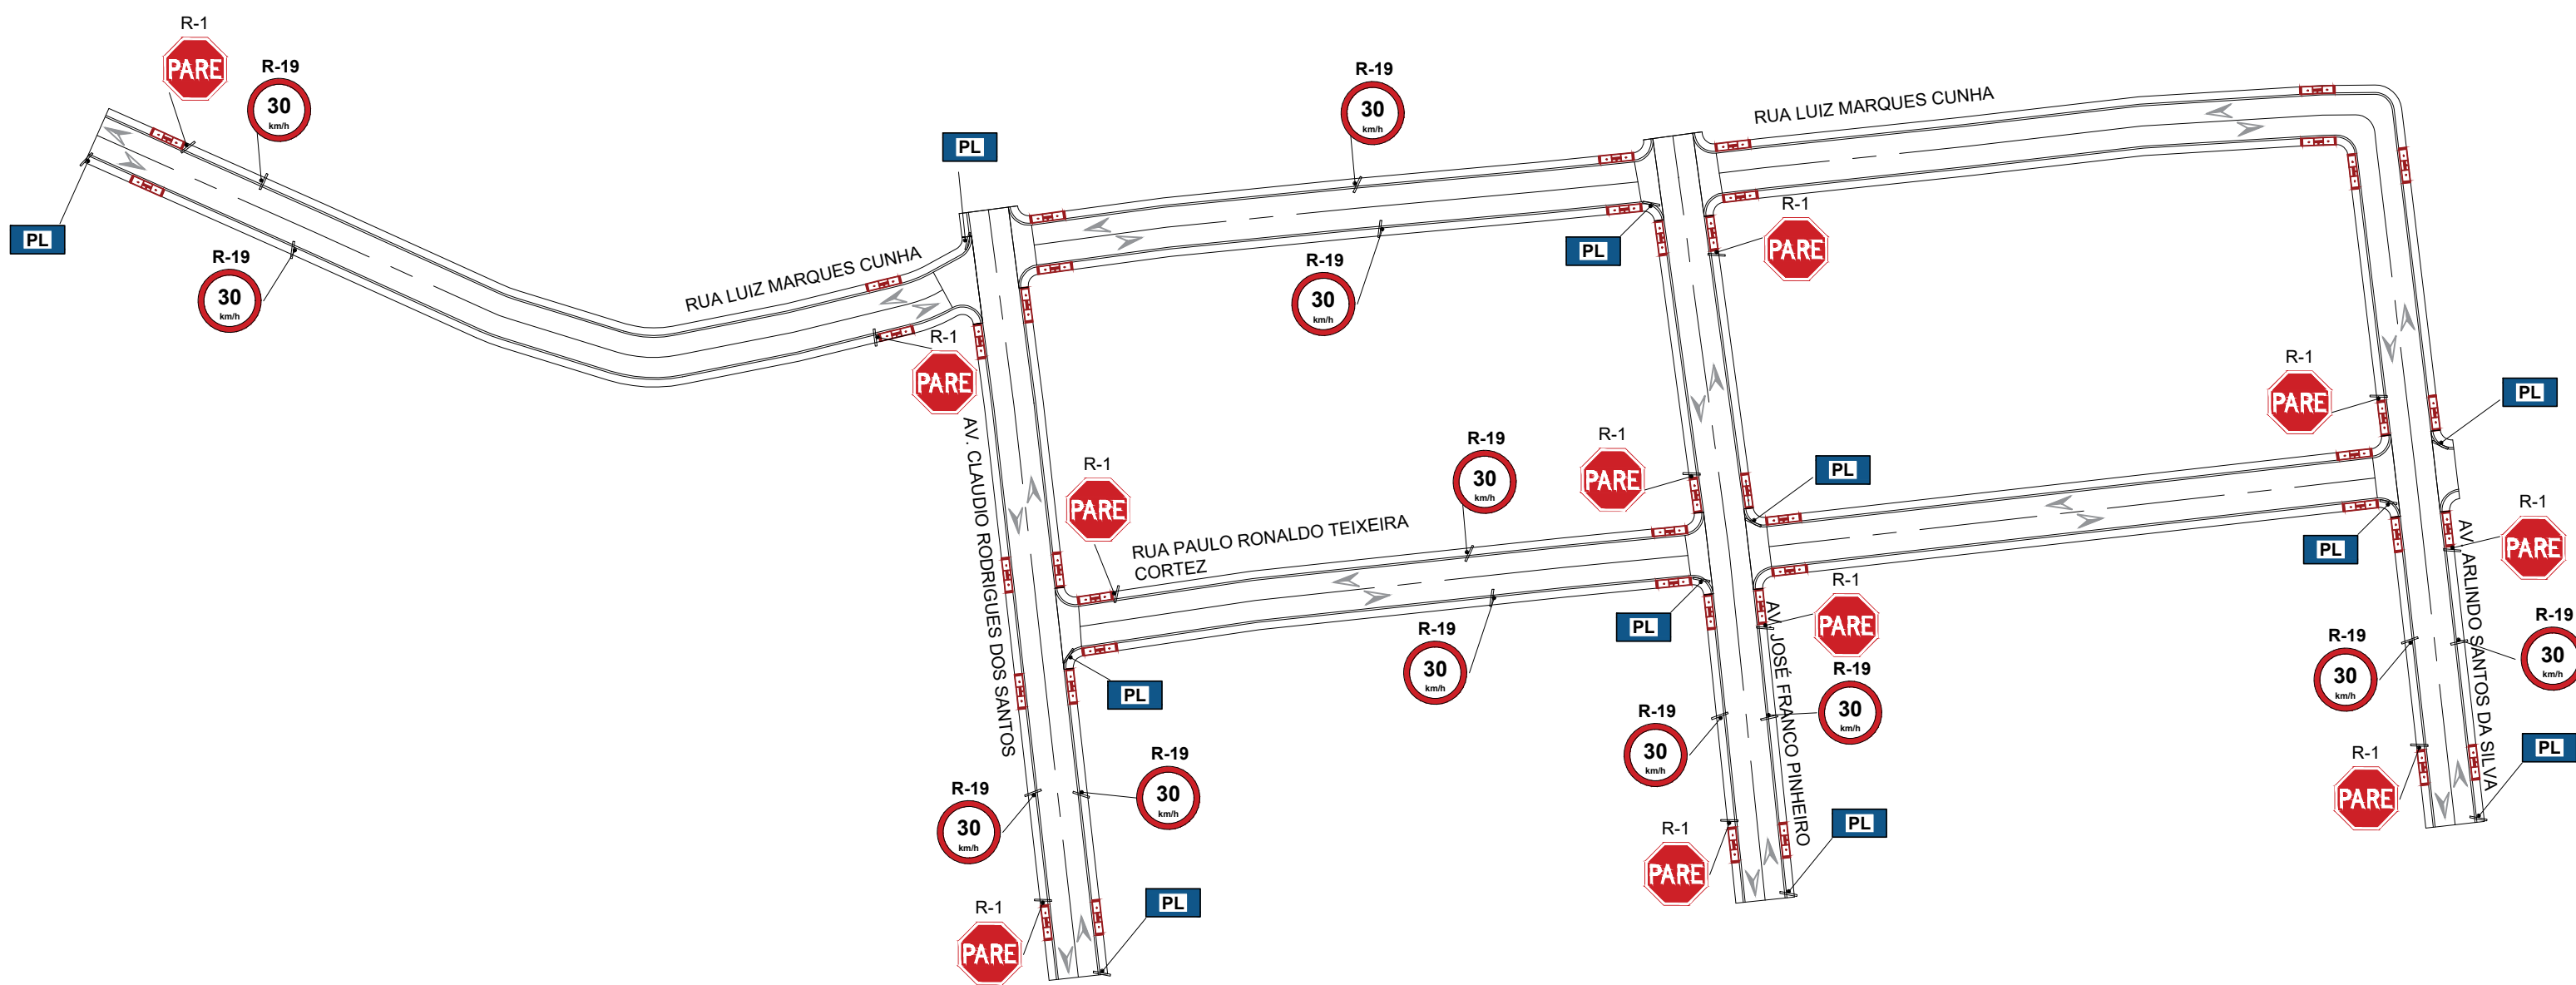 R-1
PARE
R-19
30
km/h
PL
R-19
30
km/h
RUA LUIZ MARQUES CUNHA
PL
R-1
PARE
R-19
30
km/h
R-19
30
km/h
PL
RUA LUIZ MARQUES CUNHA
R-1
PARE
AV. CLAUDIO RODRIGUES DOS SANTOS
R-1
PARE
RUA PAULO RONALDO TEIXEIRA
CORTEZ
R-19
30
km/h
R-1
PARE
PL
R-1
PARE
PL
PL
R-1
PARE
PL
R-19
30
km/h
PL
R-1
PARE
AV. JOSÉ FRANCO PINHEIRO
AV. ARLINDO SANTOS DA SILVA
R-19
30
km/h
R-19
30
km/h
R-19
30
km/h
R-19
30
km/h
R-19
30
km/h
R-19
30
km/h
R-1
PARE
PL
R-1
PARE
PL
R-1
PARE
PL